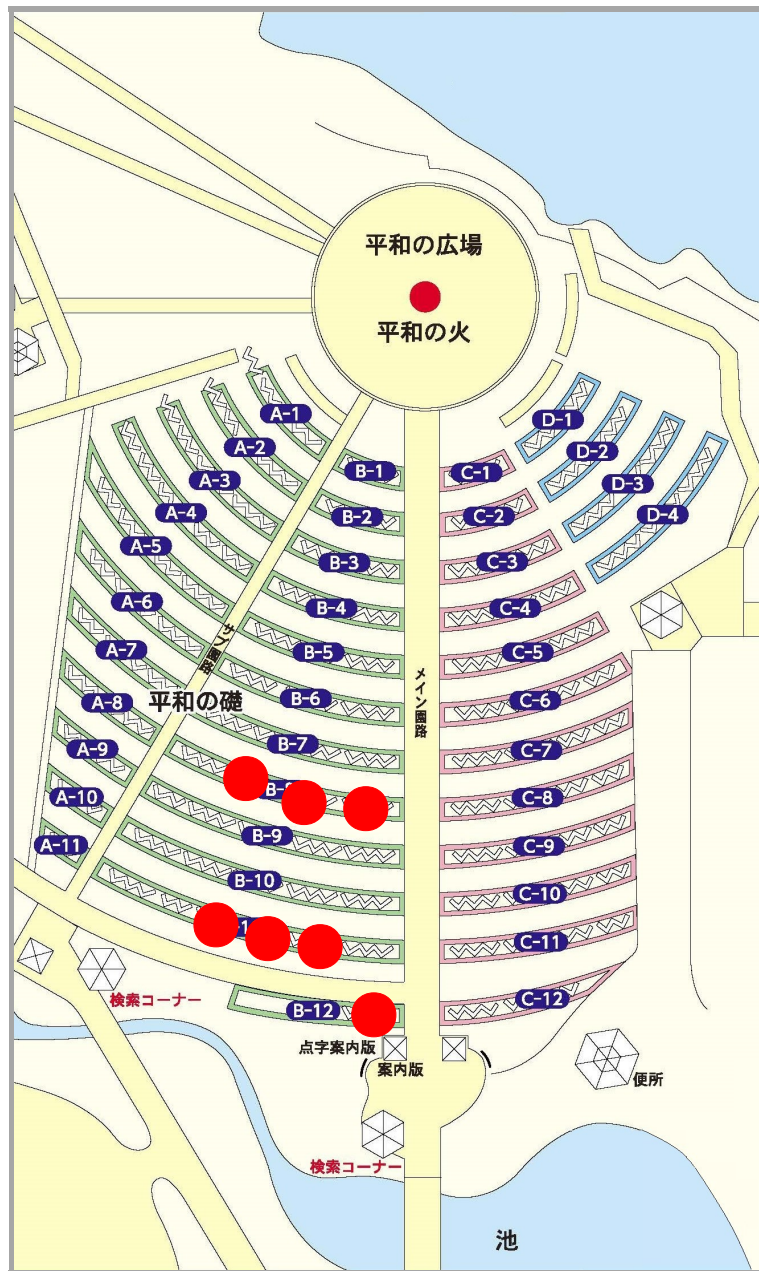 平和の広場
平和の火
A-1
A-2
A-3
A-4
A-5
A-6
A-7
A-8
A-9
A-10
A-11
B-1
B-2
B-3
B-4
B-5
B-6
B-7
B-9
B-10
B-12
C-1
C-2
C-3
C-4
C-5
C-6
C-7
C-8
C-9
C-10
C-11
C-12
D-1
D-2
D-3
D-4
サブ園路
メイン園路
平和の礎
検索コーナー
点字案内版
案内版
便所
検索コーナー
池